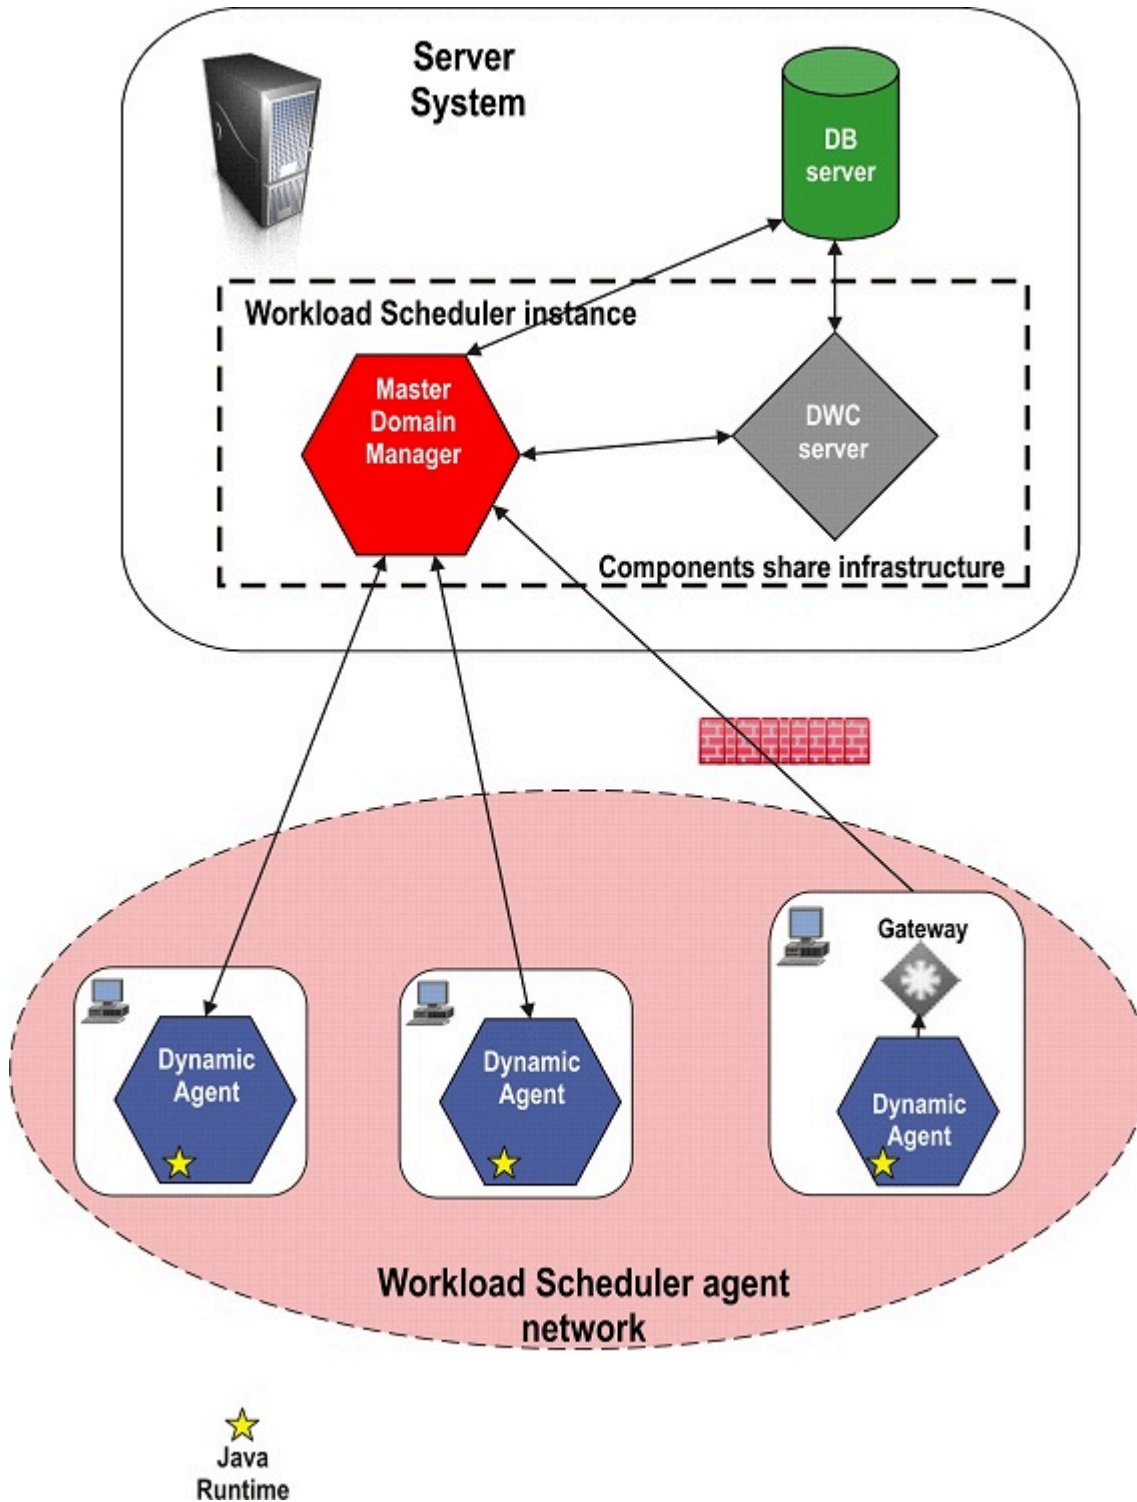 Server
System
DB
server
Workload Scheduler instance
Master
Domain
Manager
DWC
server
Components share infrastructure
Gateway
Dynamic
Agent
Dynamic
Agent
Dynamic
Agent
Workload Scheduler agent
network
Java
Runtime